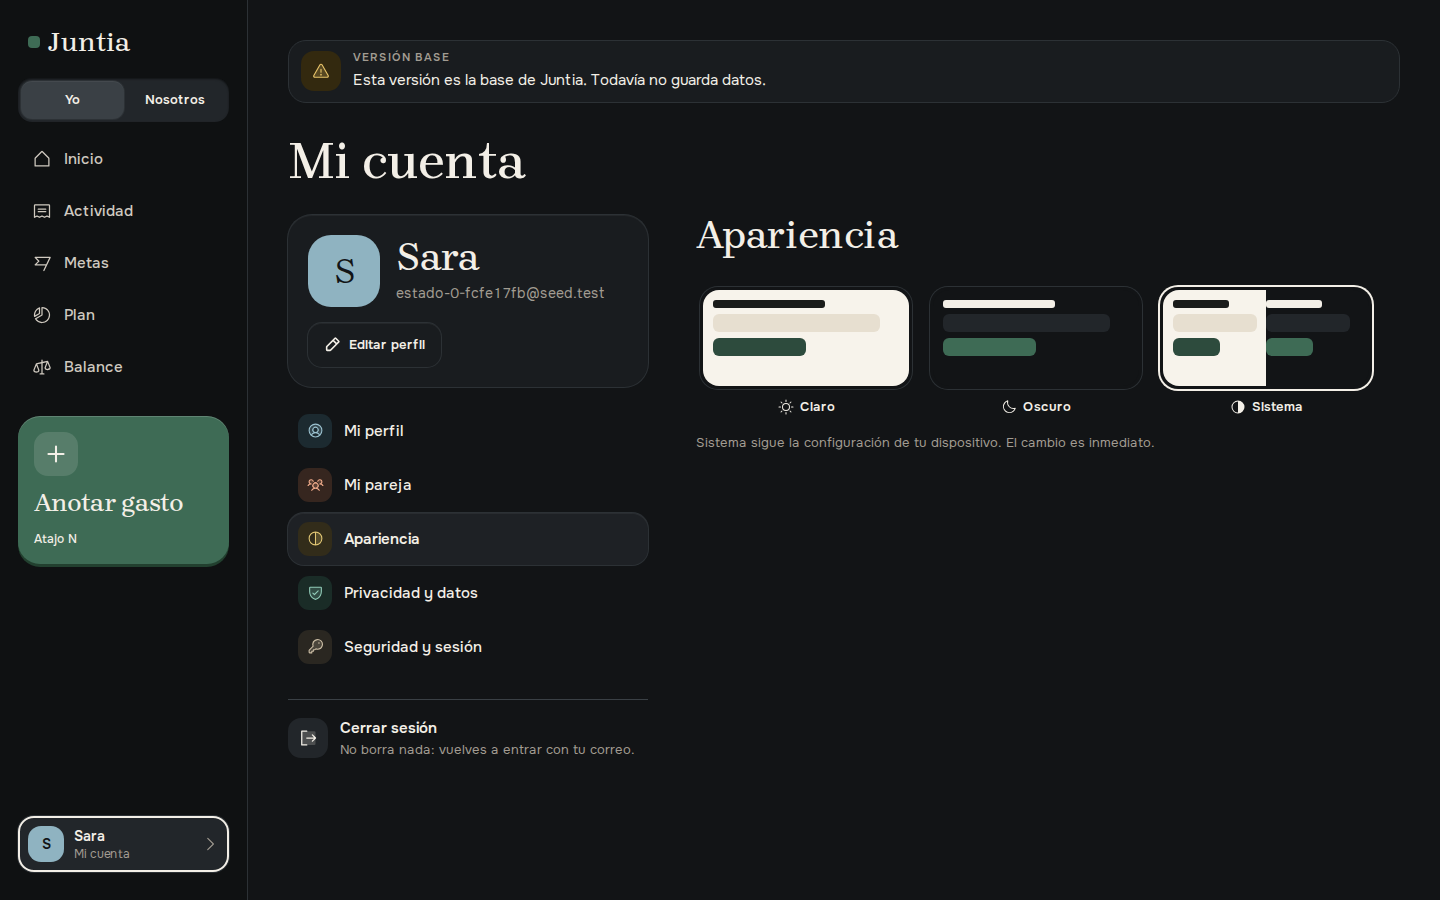 Juntia
Yo
Nosotros
Inicio
Actividad
Metas
Plan
Balance
Anotar gasto
Atajo N
S
Sara
Mi cuenta
VERSIÓN BASE
Esta versión es la base de Juntia. Todavía no guarda datos.
Mi cuenta
S
Sara
estado-0-fcfe17fb@seed.test
Editar perfil
Mi perfil
Mi pareja
Apariencia
Privacidad y datos
Seguridad y sesión
Cerrar sesión
No borra nada: vuelves a entrar con tu correo.
Apariencia
Claro
Oscuro
Sistema
Sistema sigue la configuración de tu dispositivo. El cambio es inmediato.